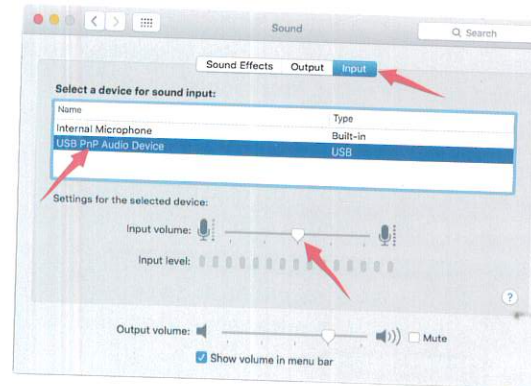 Sound
Search
Sound Effects Output Input
Select a device for sound input:
Name Type
Internal Microphone Built-in
USB PnP Audio Device USB
Settings for the selected device:
Input volume:
Input level:
?
Output volume: Mute
Show volume in menu bar